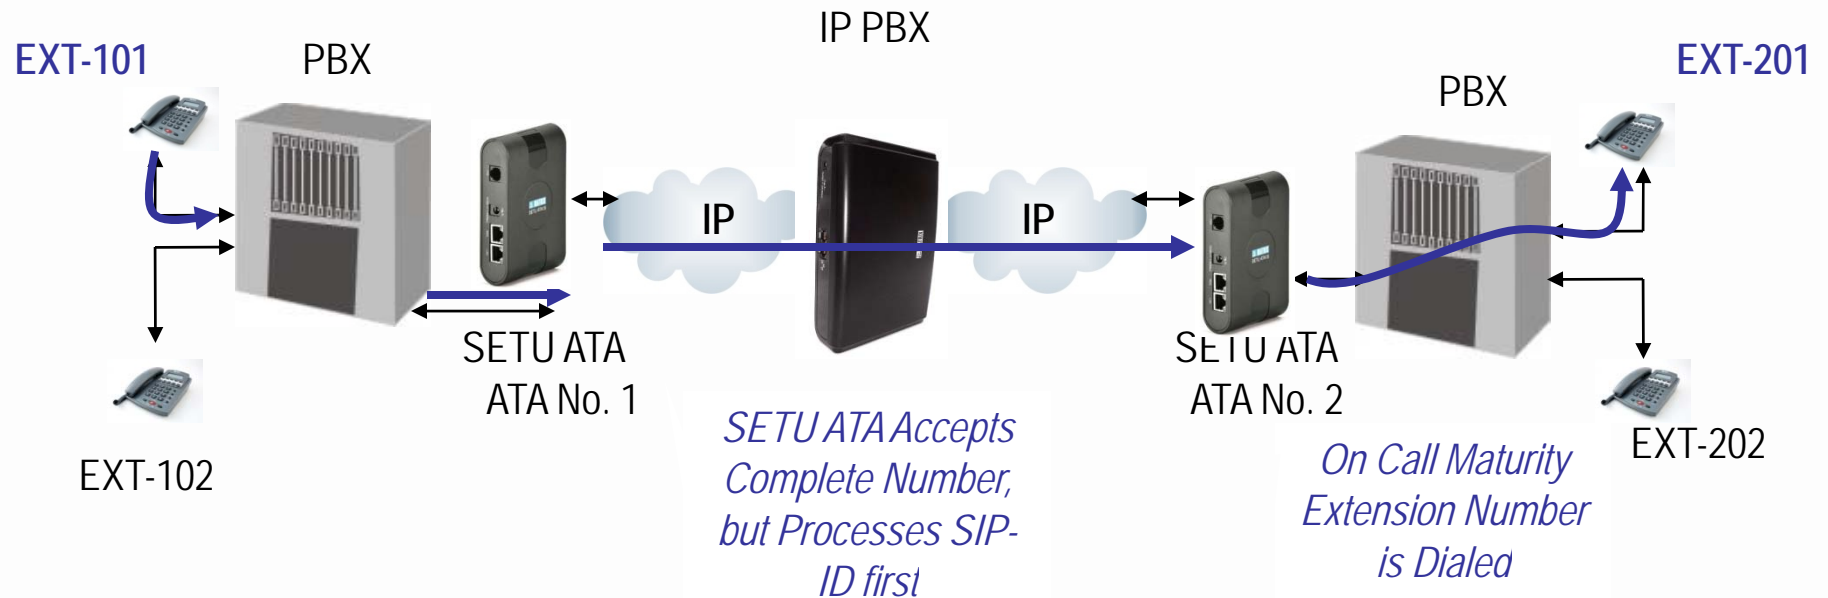 IP PBX
EXT-101
PBX
PBX
EXT-201
IP
IP
SETU ATA
ATA No. 1
SETU ATA
ATA No. 2
EXT-102
EXT-202
SETU ATA Accepts
Complete Number,
but Processes SIP-
ID first
On Call Maturity
Extension Number
is Dialed